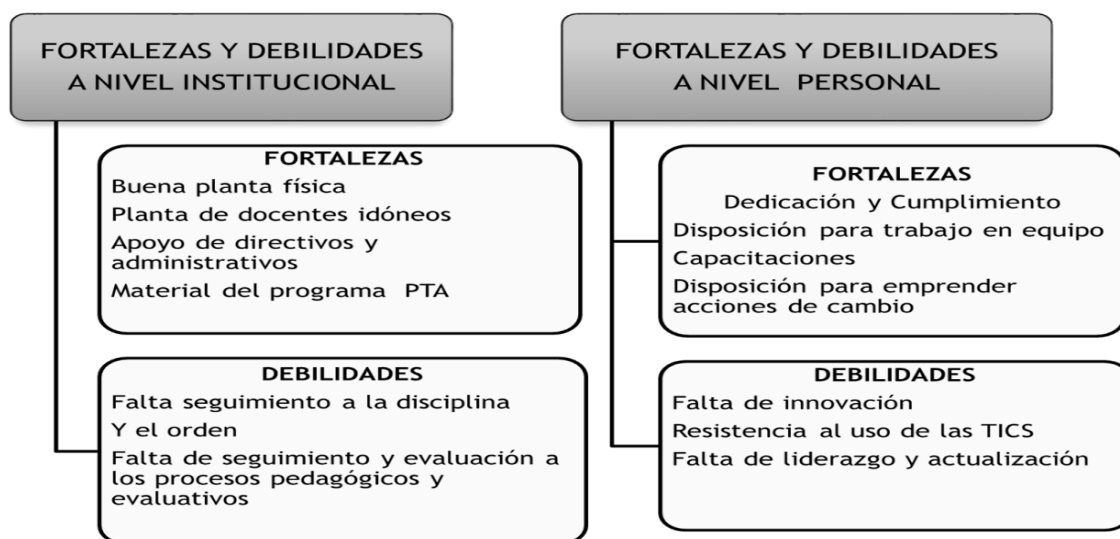 FORTALEZAS Y DEBILIDADES
A NIVEL INSTITUCIONAL
FORTALEZAS
Buena planta física
Planta de docentes idóneos
Apoyo de directivos y
administrativos
Material del programa PTA
DEBILIDADES
Falta seguimiento a la disciplina
Y el orden
Falta de seguimiento y evaluación a
los procesos pedagógicos y
evaluativos
FORTALEZAS Y DEBILIDADES
A NIVEL PERSONAL
FORTALEZAS
Dedicación y Cumplimiento
Disposición para trabajo en equipo
Capacitaciones
Disposición para emprender
acciones de cambio
DEBILIDADES
Falta de innovación
Resistencia al uso de las TICS
Falta de liderazgo y actualización